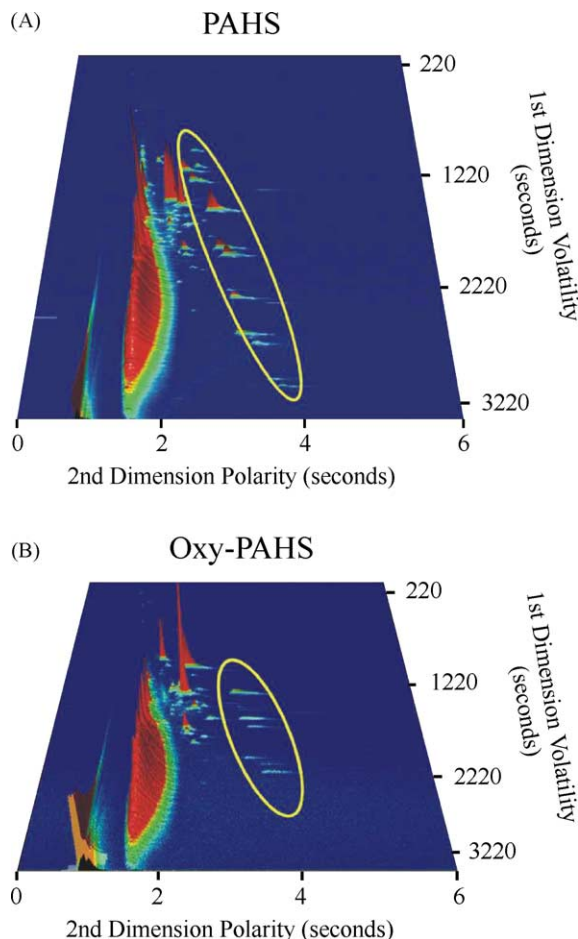 (A)
PAHS
220
1220
2220
3220
1st Dimension Volatility
(seconds)
0
2
4
6
2nd Dimension Polarity (seconds)
(B)
Oxy-PAHS
220
1220
2220
3220
1st Dimension Volatility
(seconds)
0
2
4
6
2nd Dimension Polarity (seconds)